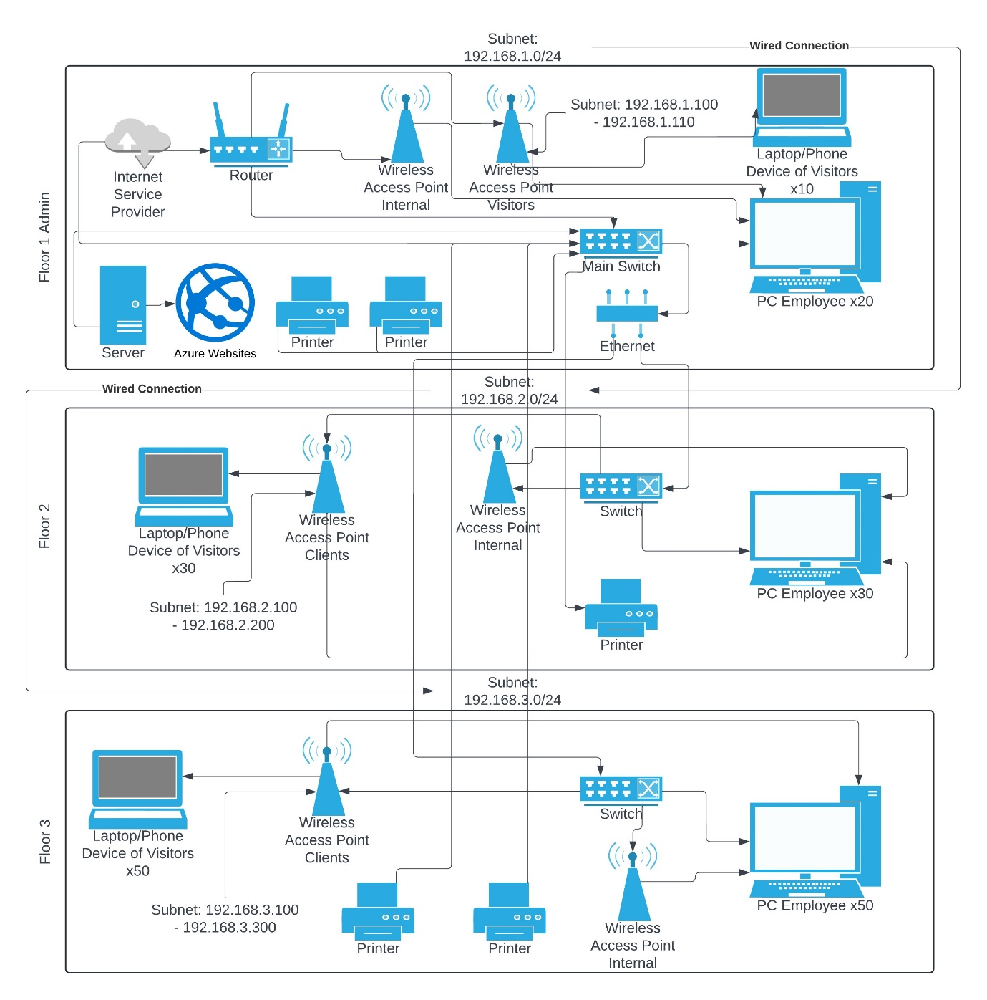 Subnet:
192.168.1.0/24
Wired Connection
Floor 1 Admin
Internet
Service
Provider
Router
Wireless
Access Point
Internal
Wireless
Access Point
Visitors
Subnet: 192.168.1.100
- 192.168.1.110
Laptop/Phone
Device of Visitors
x10
Main Switch
PC Employee x20
Server
Azure Websites
Printer
Printer
Ethernet
Wired Connection
Subnet:
192.168.2.0/24
Floor 2
Laptop/Phone
Device of Visitors
x30
Wireless
Access Point
Clients
Wireless
Access Point
Internal
Switch
PC Employee x30
Subnet: 192.168.2.100
- 192.168.2.200
Printer
Subnet:
192.168.3.0/24
Floor 3
Laptop/Phone
Device of Visitors
x50
Wireless
Access Point
Clients
Switch
Subnet: 192.168.3.100
- 192.168.3.300
Printer
Printer
Wireless
Access Point
Internal
PC Employee x50